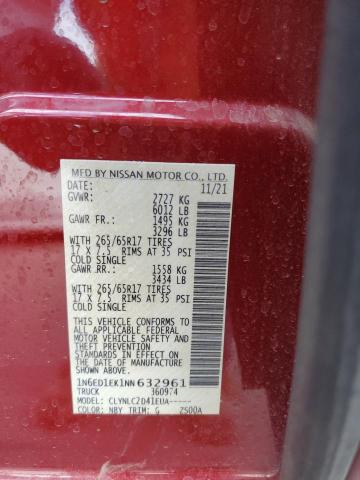 MFD BY NISSAN MOTOR CO., LTD.
DATE: 11/21
GVWR: 2727 KG
6012 LB
GAWR FR.: 1495 KG
3296 LB
WITH 265/65R17 TIRES
17 X 7.5 RIMS AT 35 PSI
COLD SINGLE
GAWR RR.: 1558 KG
3434 LB
WITH 265/65R17 TIRES
17 X 7.5 RIMS AT 35 PSI
COLD SINGLE
THIS VEHICLE CONFORMS TO
ALL APPLICABLE FEDERAL
MOTOR VEHICLE SAFETY
AND THEFT PREVENTION
STANDARDS IN EFFECT ON
THE DATE OF MANUFACTURE
SHOWN ABOVE
1N6ED1EK1NN632961
TRUCK 360974
MODEL: CLYNLCZD41EUA-----
COLOR: NBY TRIM: G Z500A